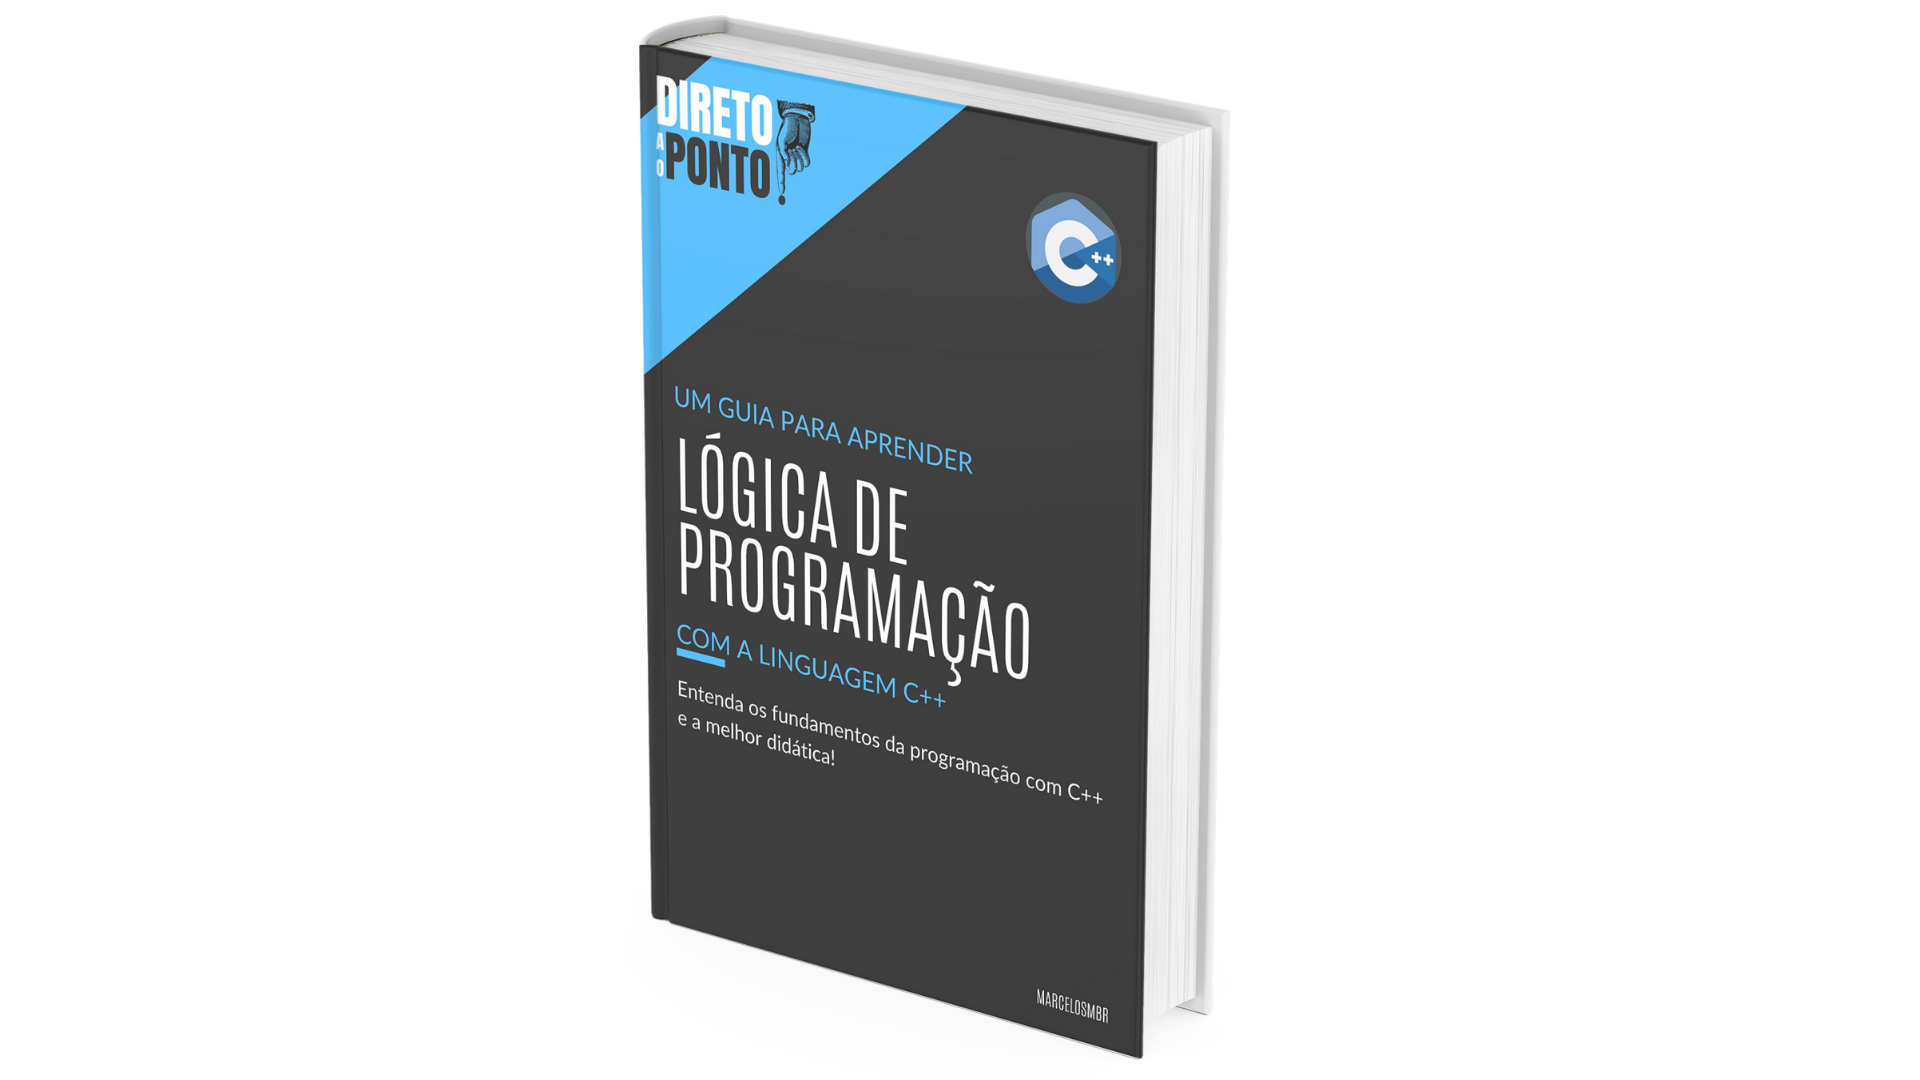 DIRETO
AO PONTO
C++
UM GUIA PARA APRENDER
LÓGICA DE
PROGRAMAÇÃO
COM A LINGUAGEM C++
Entenda os fundamentos da programação com C++
e a melhor didática!
MARCELOSMBR